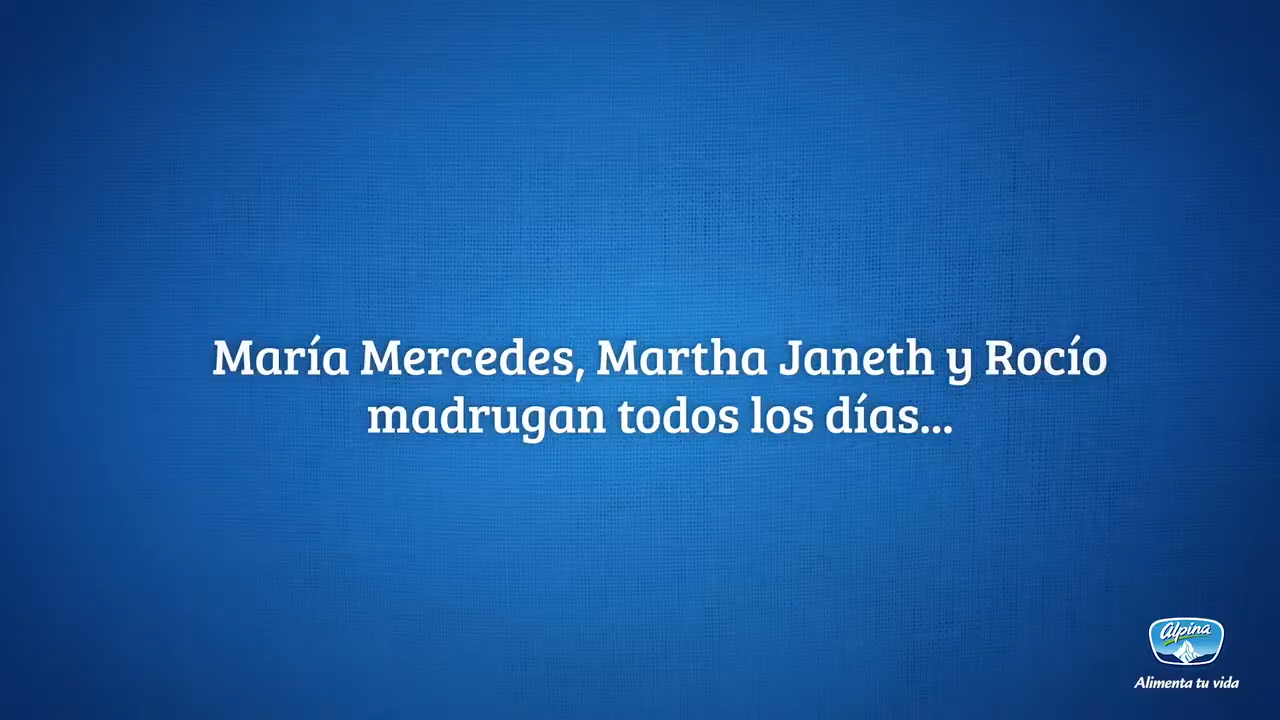 María Mercedes, Martha Janeth y Rocío
madrugan todos los días...
Alpina
Alimenta tu vida